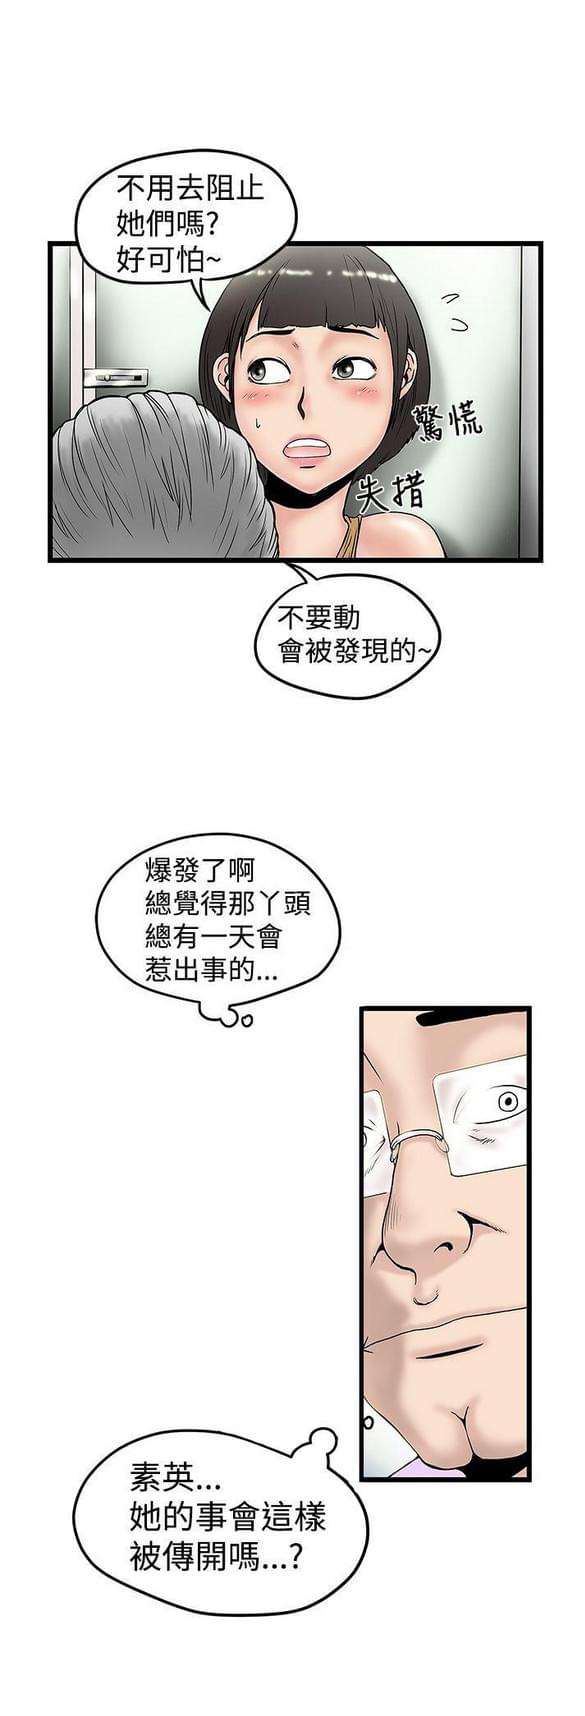 不用去阻止
她們嗎?
好可怕~
驚慌
失措
不要動
會被發現的~
爆發了啊
總覺得那丫頭
總有一天會
惹出事的...
素英...
她的事會這樣
被傳開嗎...?